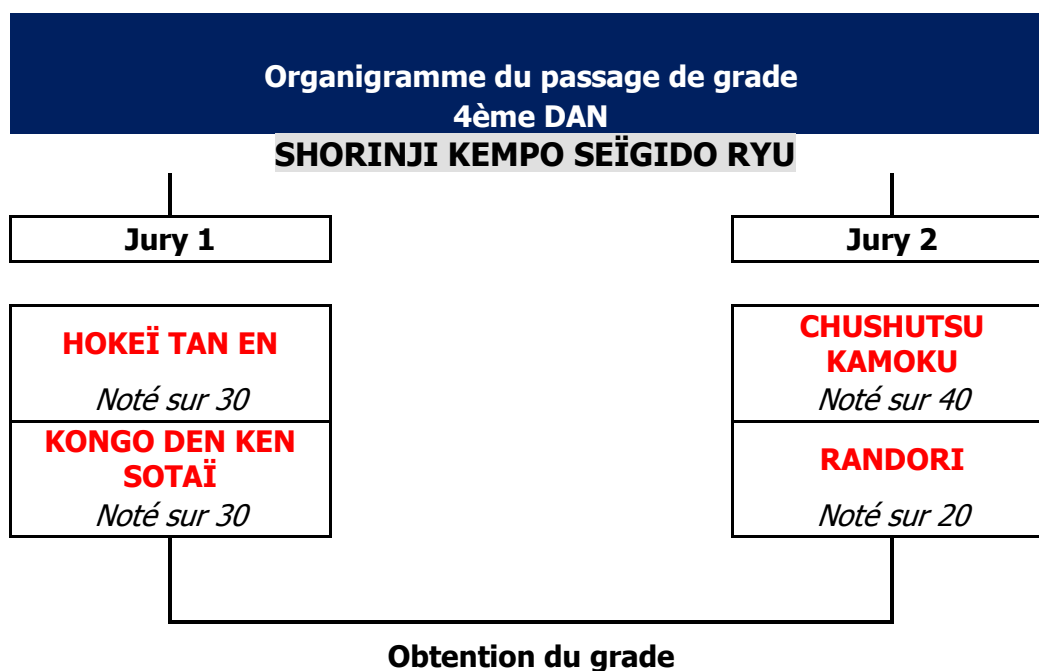 Organigramme du passage de grade
4ème DAN
SHORINJI KEMPO SEÏGIDO RYU
Jury 1
Jury 2
HOKEÏ TAN EN
Noté sur 30
KONGO DEN KEN
SOTAÏ
Noté sur 30
CHUSHUTSU
KAMOKU
Noté sur 40
RANDORI
Noté sur 20
Obtention du grade